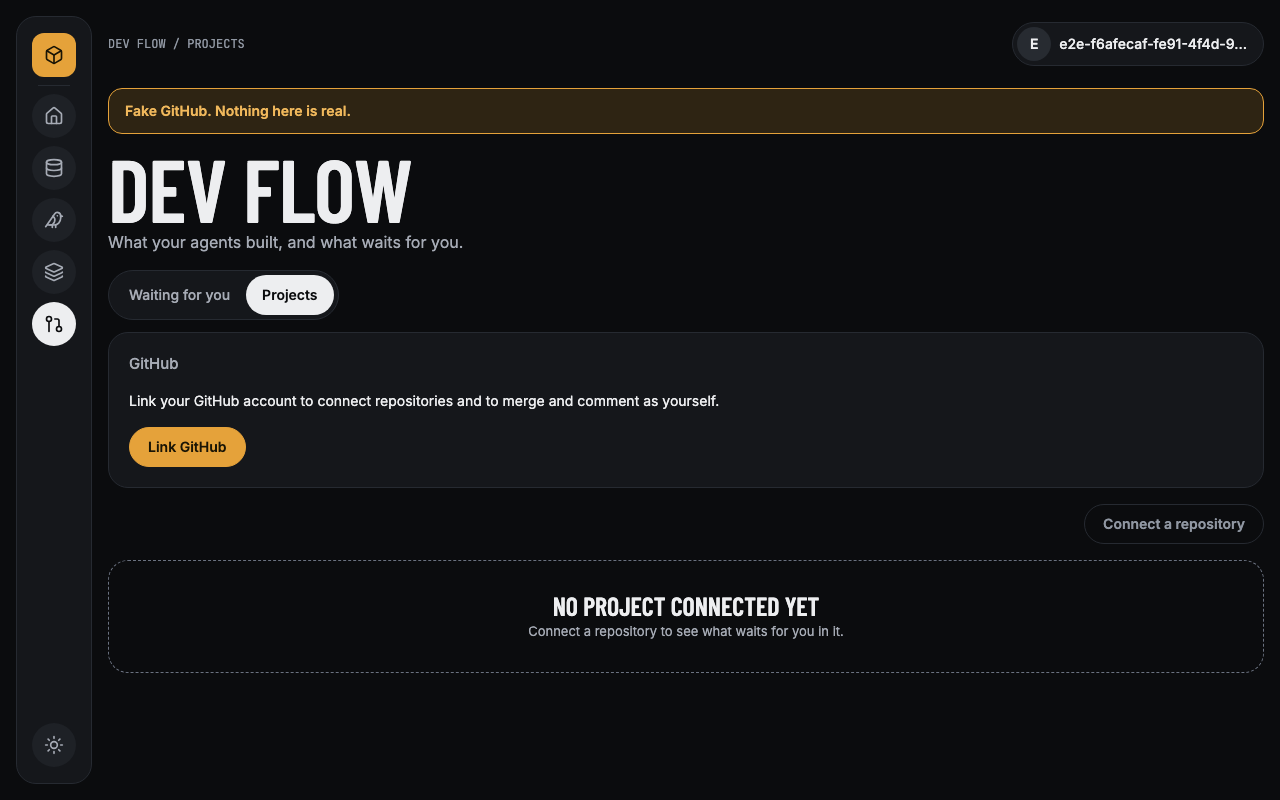 DEV FLOW / PROJECTS
E e2e-f6afecaf-fe91-4f4d-9...
Fake GitHub. Nothing here is real.
DEV FLOW
What your agents built, and what waits for you.
Waiting for you Projects
GitHub
Link your GitHub account to connect repositories and to merge and comment as yourself.
Link GitHub
Connect a repository
NO PROJECT CONNECTED YET
Connect a repository to see what waits for you in it.